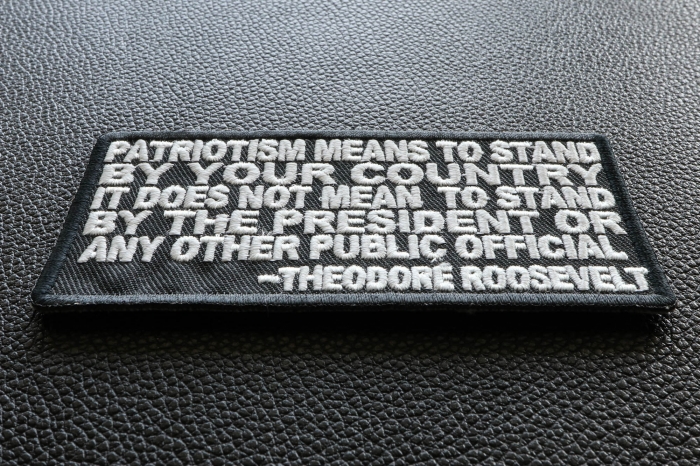 PATRIOTISM MEANS TO STAND
BY YOUR COUNTRY
IT DOES NOT MEAN TO STAND
BY THE PRESIDENT OR
ANY OTHER PUBLIC OFFICIAL
-THEODORE ROOSEVELT